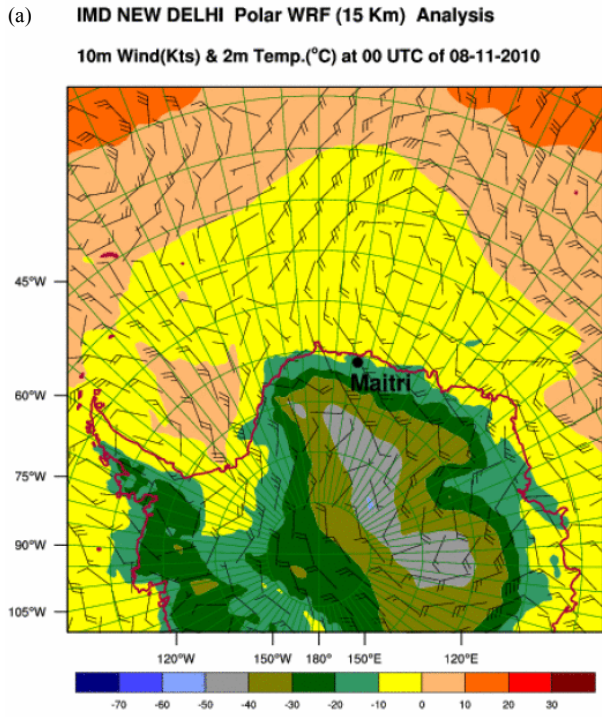 (a)
IMD NEW DELHI Polar WRF (15 Km) Analysis
10m Wind(Kts) & 2m Temp.(°C) at 00 UTC of 08-11-2010
45°W
Maitri
60°W
75°W
90°W
105°W
120°W 150°W 180° 150°E 120°E
-70 -60 -50 -40 -30 -20 -10 0 10 20 30